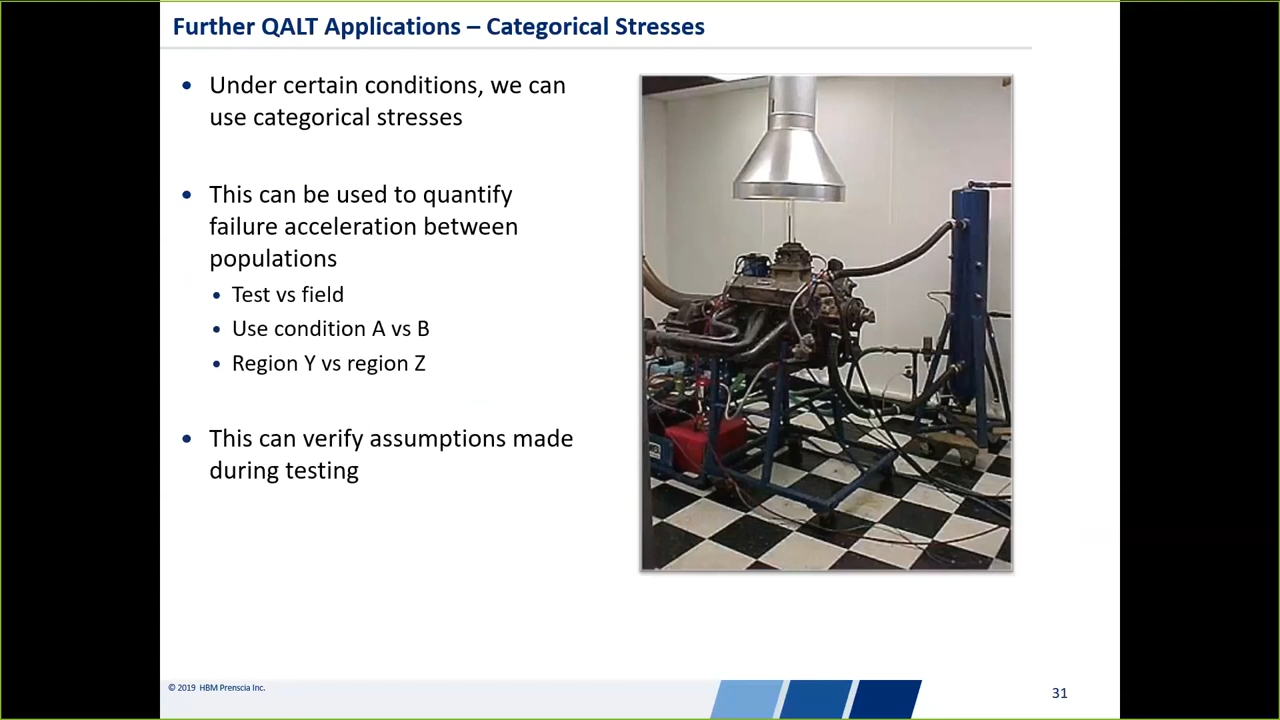 Further QALT Applications – Categorical Stresses
• Under certain conditions, we can
use categorical stresses
• This can be used to quantify
failure acceleration between
populations
• Test vs field
• Use condition A vs B
• Region Y vs region Z
• This can verify assumptions made
during testing
© 2019 HBM Prenscia Inc.
31